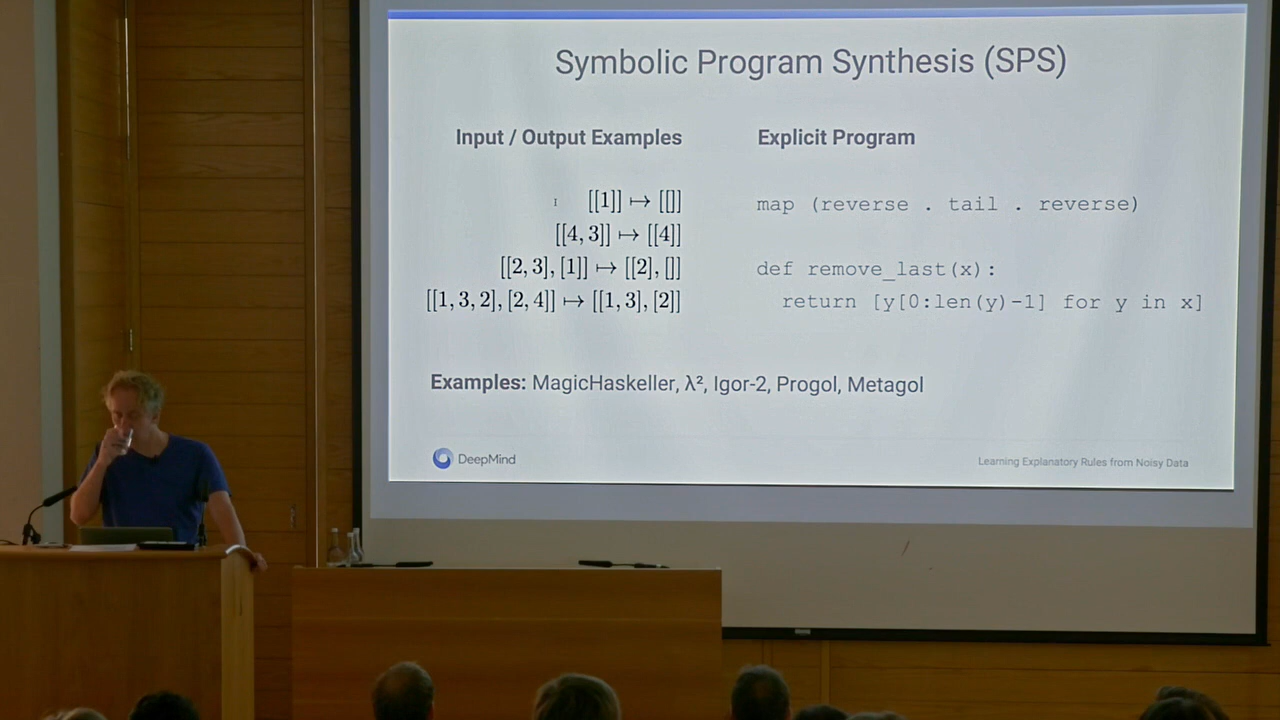 Symbolic Program Synthesis (SPS)
Input / Output Examples
[[1]] ↦ [[]]
[[4, 3]] ↦ [[4]]
[[2, 3], [1]] ↦ [[2], []]
[[1, 3, 2], [2, 4]] ↦ [[1, 3], [2]]
Explicit Program
map (reverse . tail . reverse)
def remove_last(x):
return [y[0:len(y)-1] for y in x]
Examples: MagicHaskeller, λ², Igor-2, Progol, Metagol
DeepMind
Learning Explanatory Rules from Noisy Data